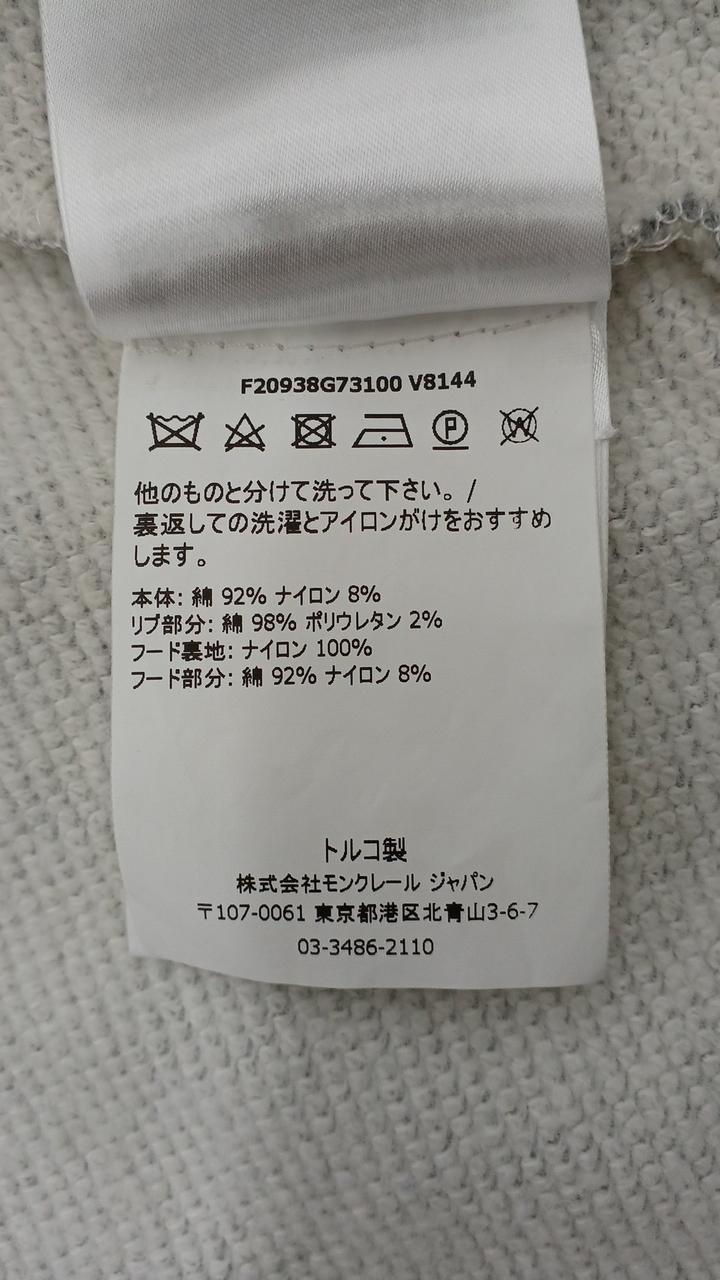 F20938G73100 V8144
P W
他のものと分けて洗って下さい。/
裏返しての洗濯とアイロンがけをおすすめ
します。
本体: 綿 92% ナイロン 8%
リブ部分: 綿 98% ポリウレタン 2%
フード裏地: ナイロン 100%
フード部分: 綿 92% ナイロン 8%
トルコ製
株式会社モンクレール ジャパン
〒107-0061 東京都港区北青山3-6-7
03-3486-2110